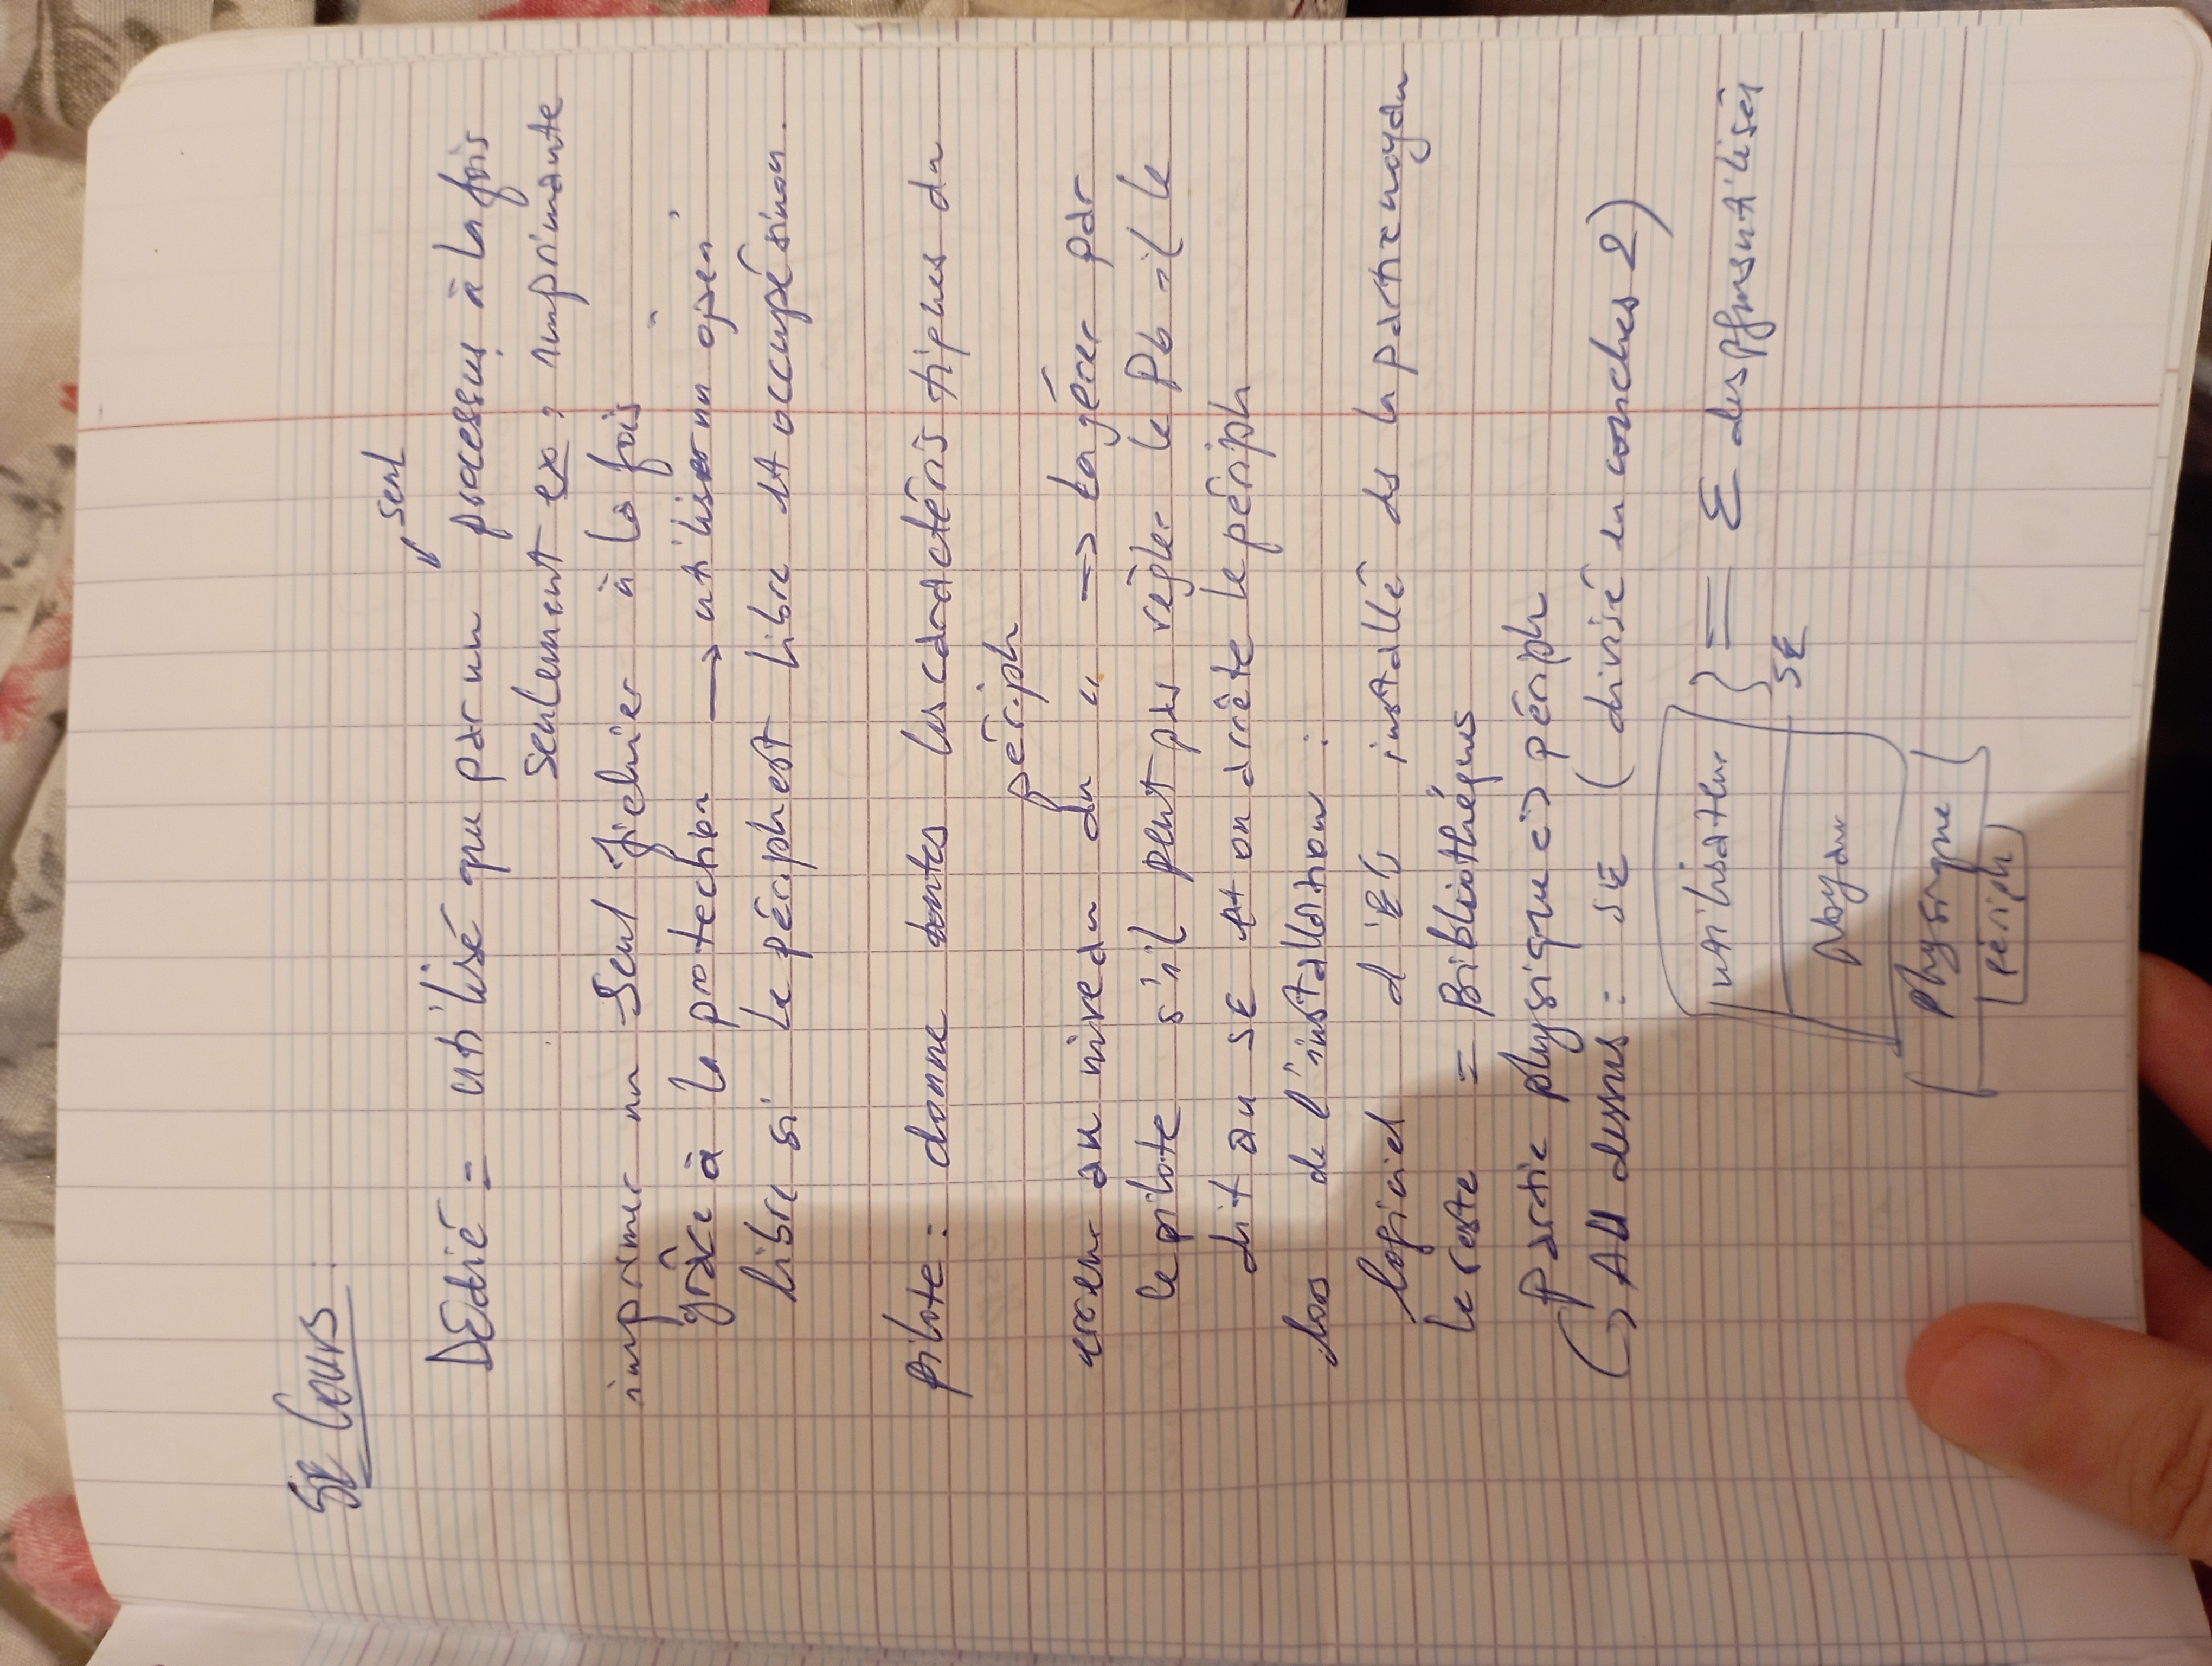 SE Cours :
seul
DEdié = utilisé que par un processus à la fois
seulement ex : imprimante
imprimer un seul fichier à la fois
grâce à la protection → utiliser un open
libre si le périph est libre et occupé sinon.
pilote : donne toutes les caractéristiques du
périph
erreur au niveau du " → la gérer par
le pilote s'il peut pas régler le Pb il le
dit au SE et on arrête le périph
lors de l'installation :
logiciel d'E/S installé ds la partie noyau
le reste = Bibliothéques
partie physique => périph
↪ AU dessus : SE (divisé en couches 2)
utilisateur } = Σ des pgms utilisés
SE
Noyau
physique
périph